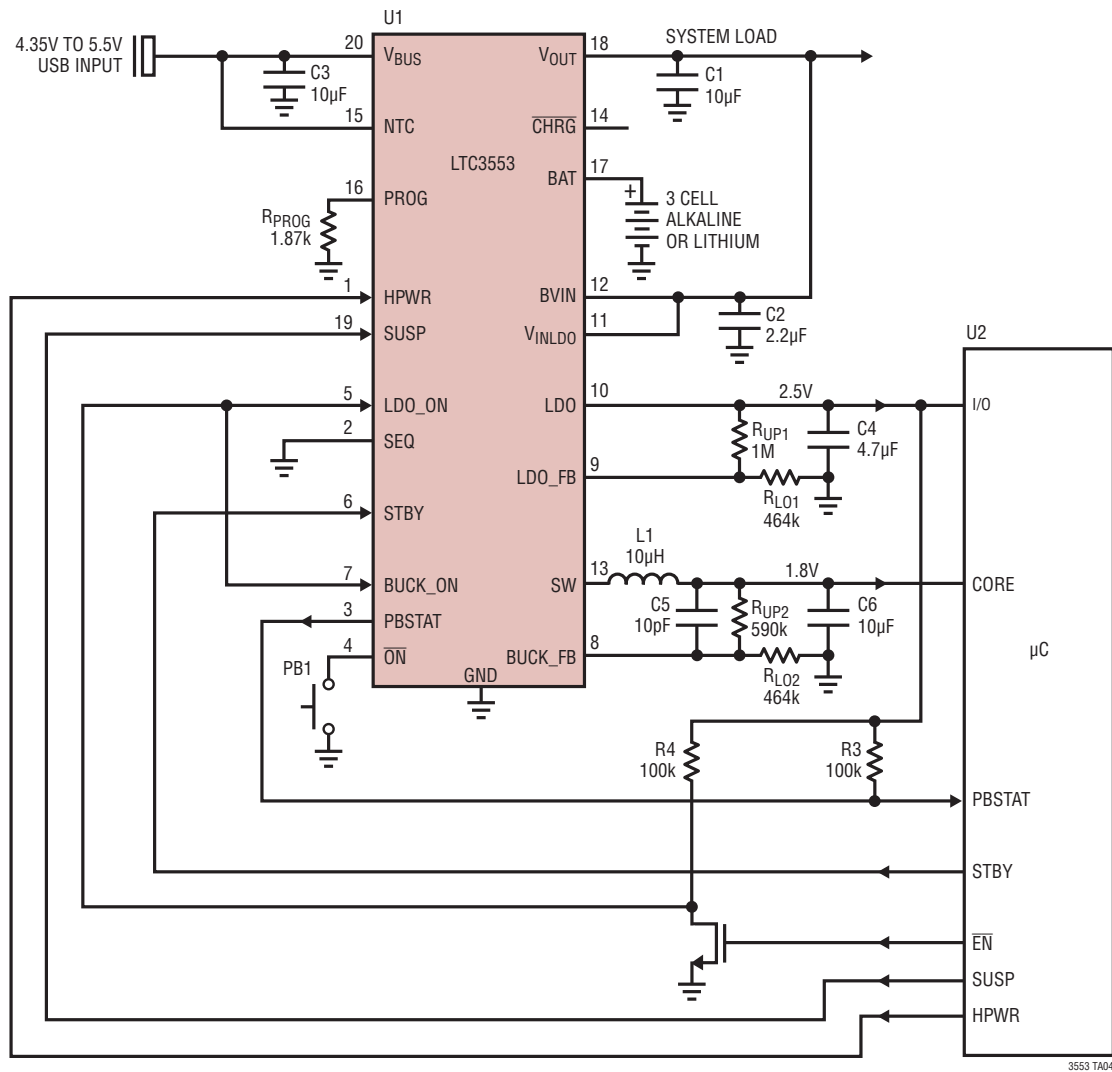 U1
4.35V TO 5.5V
USB INPUT
20
VBUS
C3
10µF
15
NTC
LTC3553
16
PROG
RPROG
1.87k
1
HPWR
19
SUSP
5
LDO_ON
2
SEQ
6
STBY
7
BUCK_ON
3
PBSTAT
4
ON
PB1
GND
VOUT
18
SYSTEM LOAD
C1
10µF
CHRG
14
BAT
17
+
3 CELL
ALKALINE
OR LITHIUM
BVIN
12
VINLDO
11
C2
2.2µF
LDO
10
2.5V
RUP1
1M
C4
4.7µF
LDO_FB
9
RLO1
464k
L1
10µH
SW
13
1.8V
C5
10pF
RUP2
590k
C6
10µF
BUCK_FB
8
RLO2
464k
R4
100k
R3
100k
U2
I/O
CORE
µC
PBSTAT
STBY
EN
SUSP
HPWR
3553 TA04